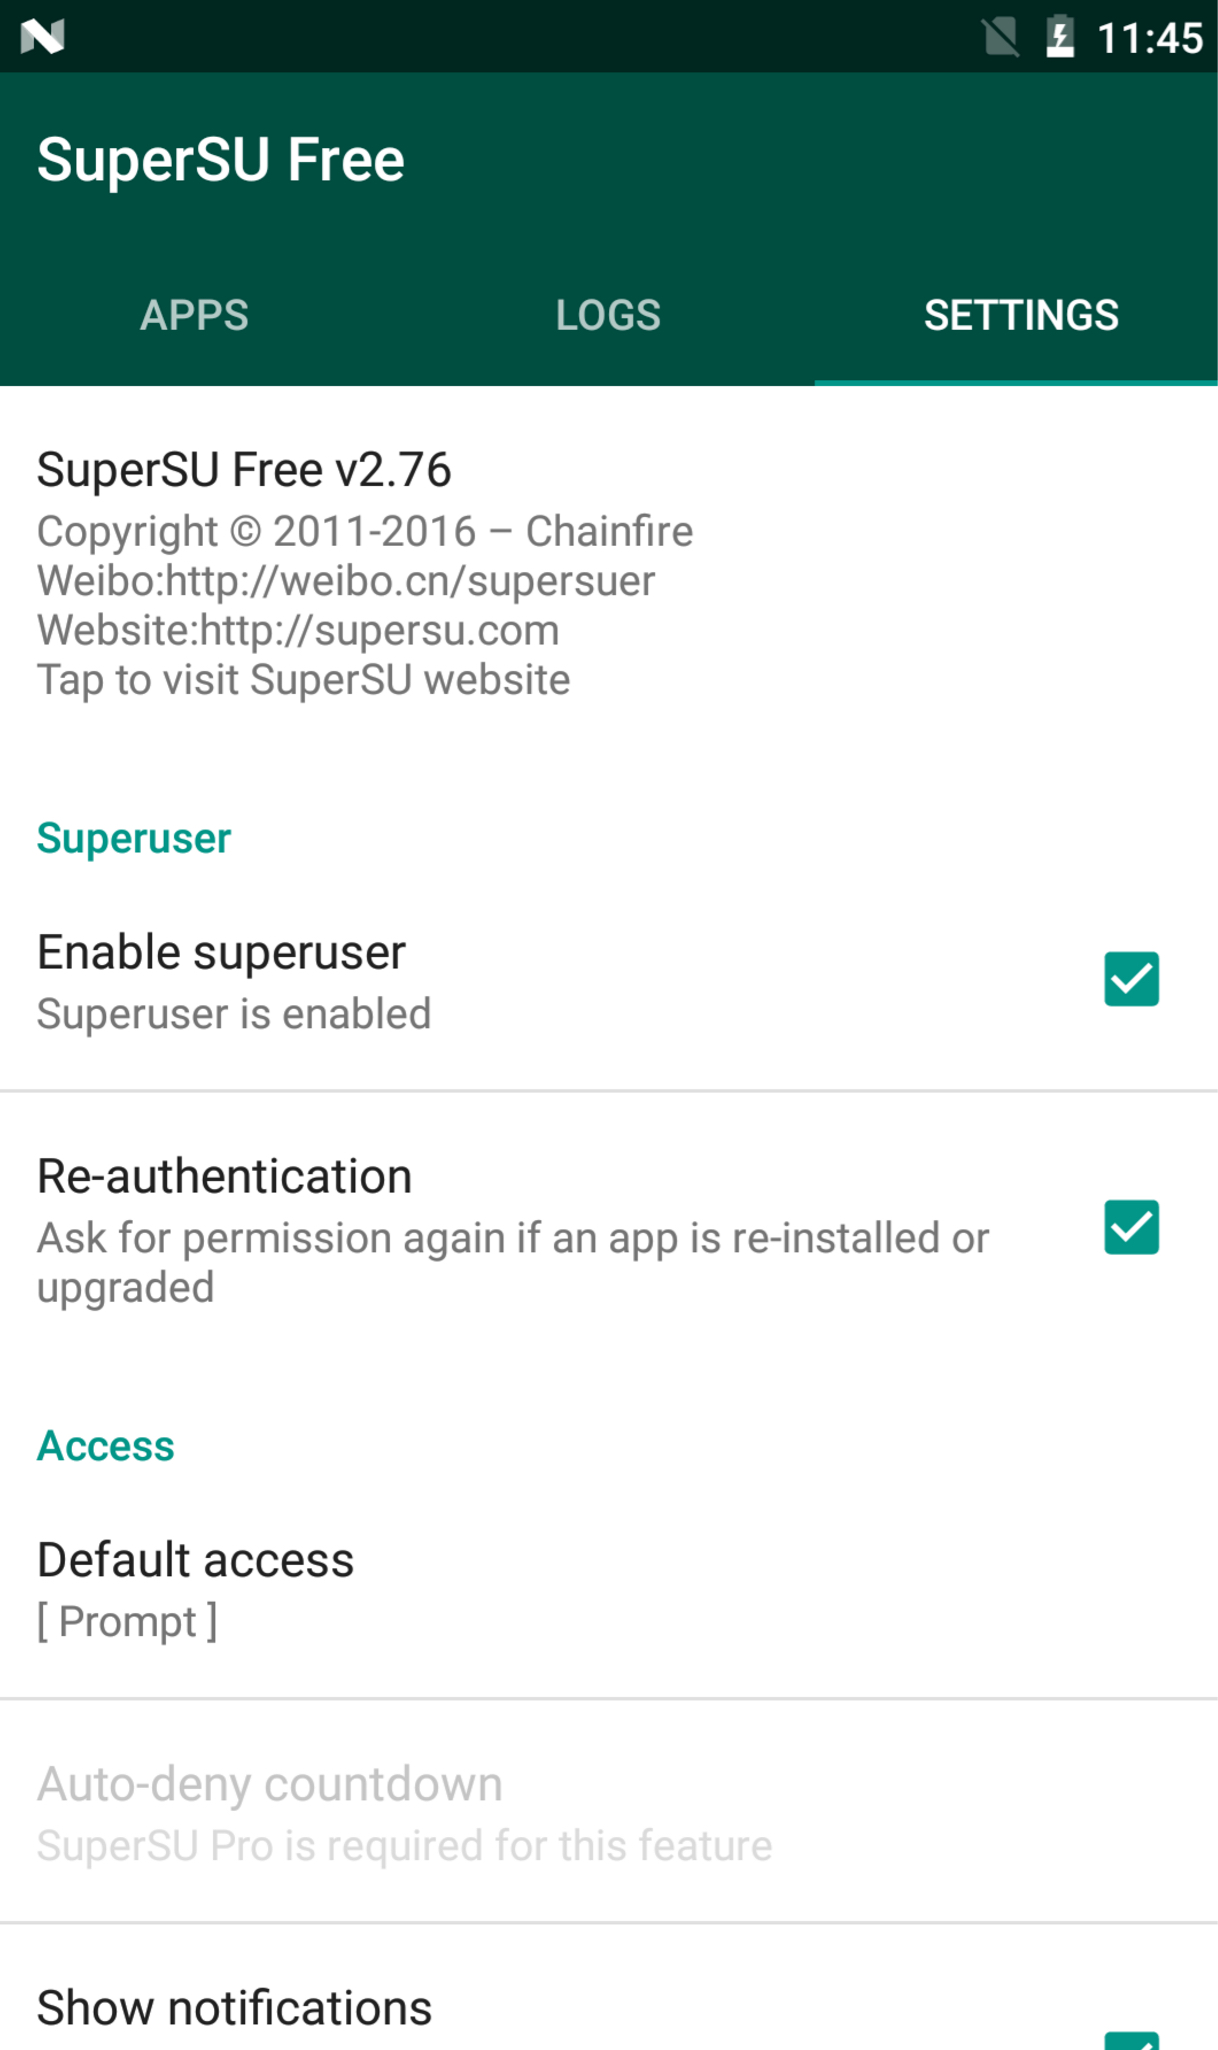 11:45
SuperSU Free
APPS
LOGS
SETTINGS
SuperSU Free v2.76
Copyright © 2011-2016 – Chainfire
Weibo:http://weibo.cn/supersuer
Website:http://supersu.com
Tap to visit SuperSU website
Superuser
Enable superuser
Superuser is enabled
Re-authentication
Ask for permission again if an app is re-installed or
upgraded
Access
Default access
[ Prompt ]
Auto-deny countdown
SuperSU Pro is required for this feature
Show notifications